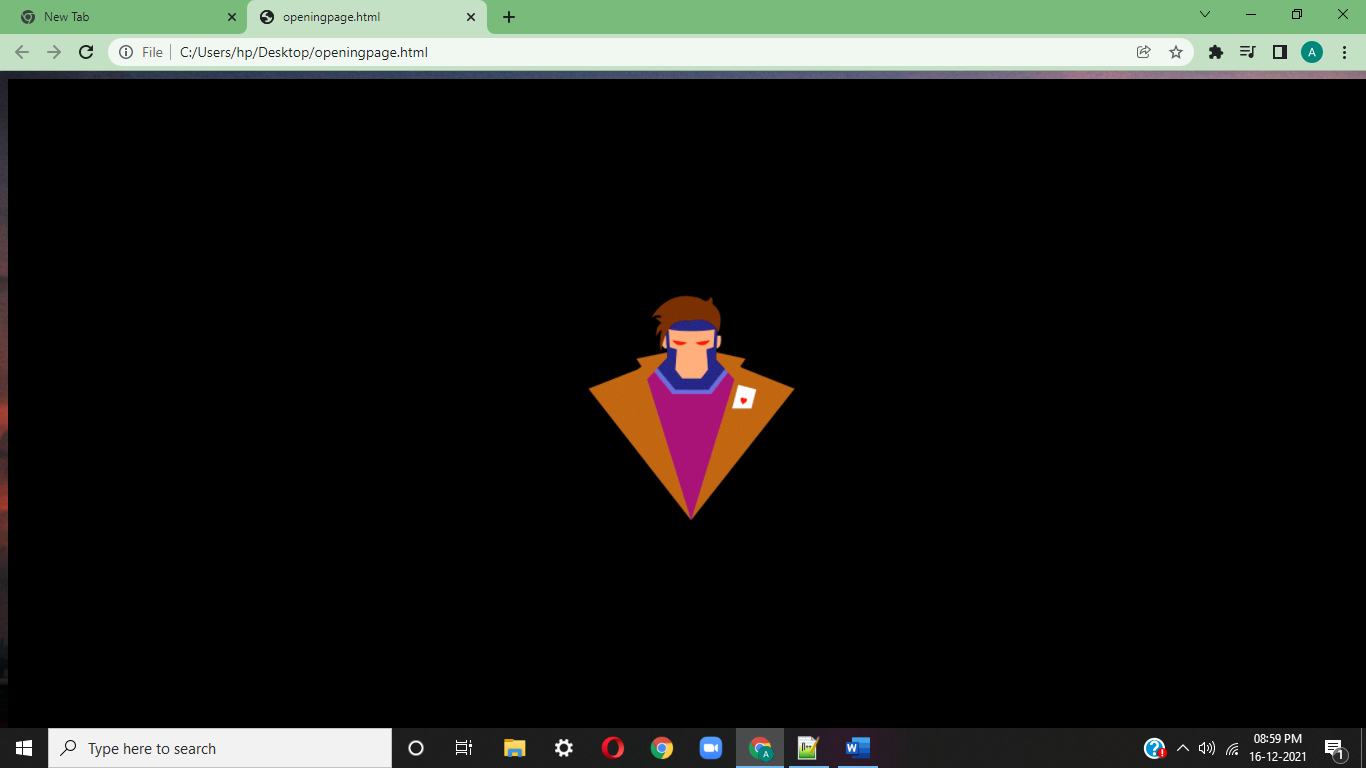 New Tab
openingpage.html
File
C:/Users/hp/Desktop/openingpage.html
A
Type here to search
A
W
08:59 PM
16-12-2021
1